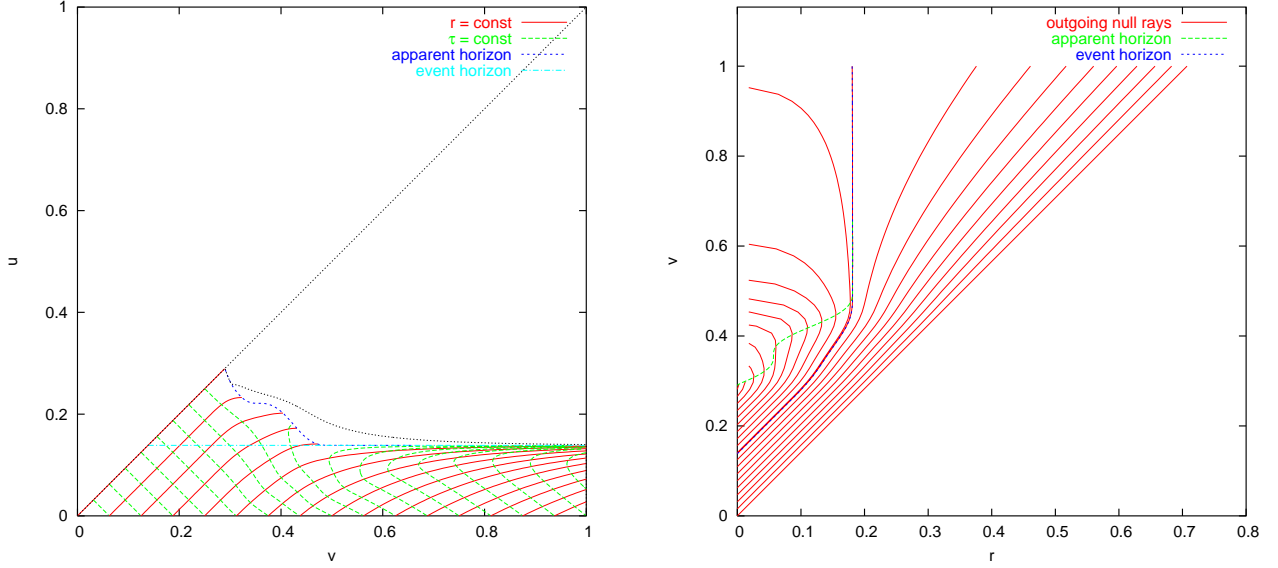 1
0.8
0.6
0.4
0.2
0
0
0.2
0.4
0.6
0.8
1
u
v
r = const
τ = const
apparent horizon
event horizon
1
0.8
0.6
0.4
0.2
0
0
0.1
0.2
0.3
0.4
0.5
0.6
0.7
0.8
v
r
outgoing null rays
apparent horizon
event horizon